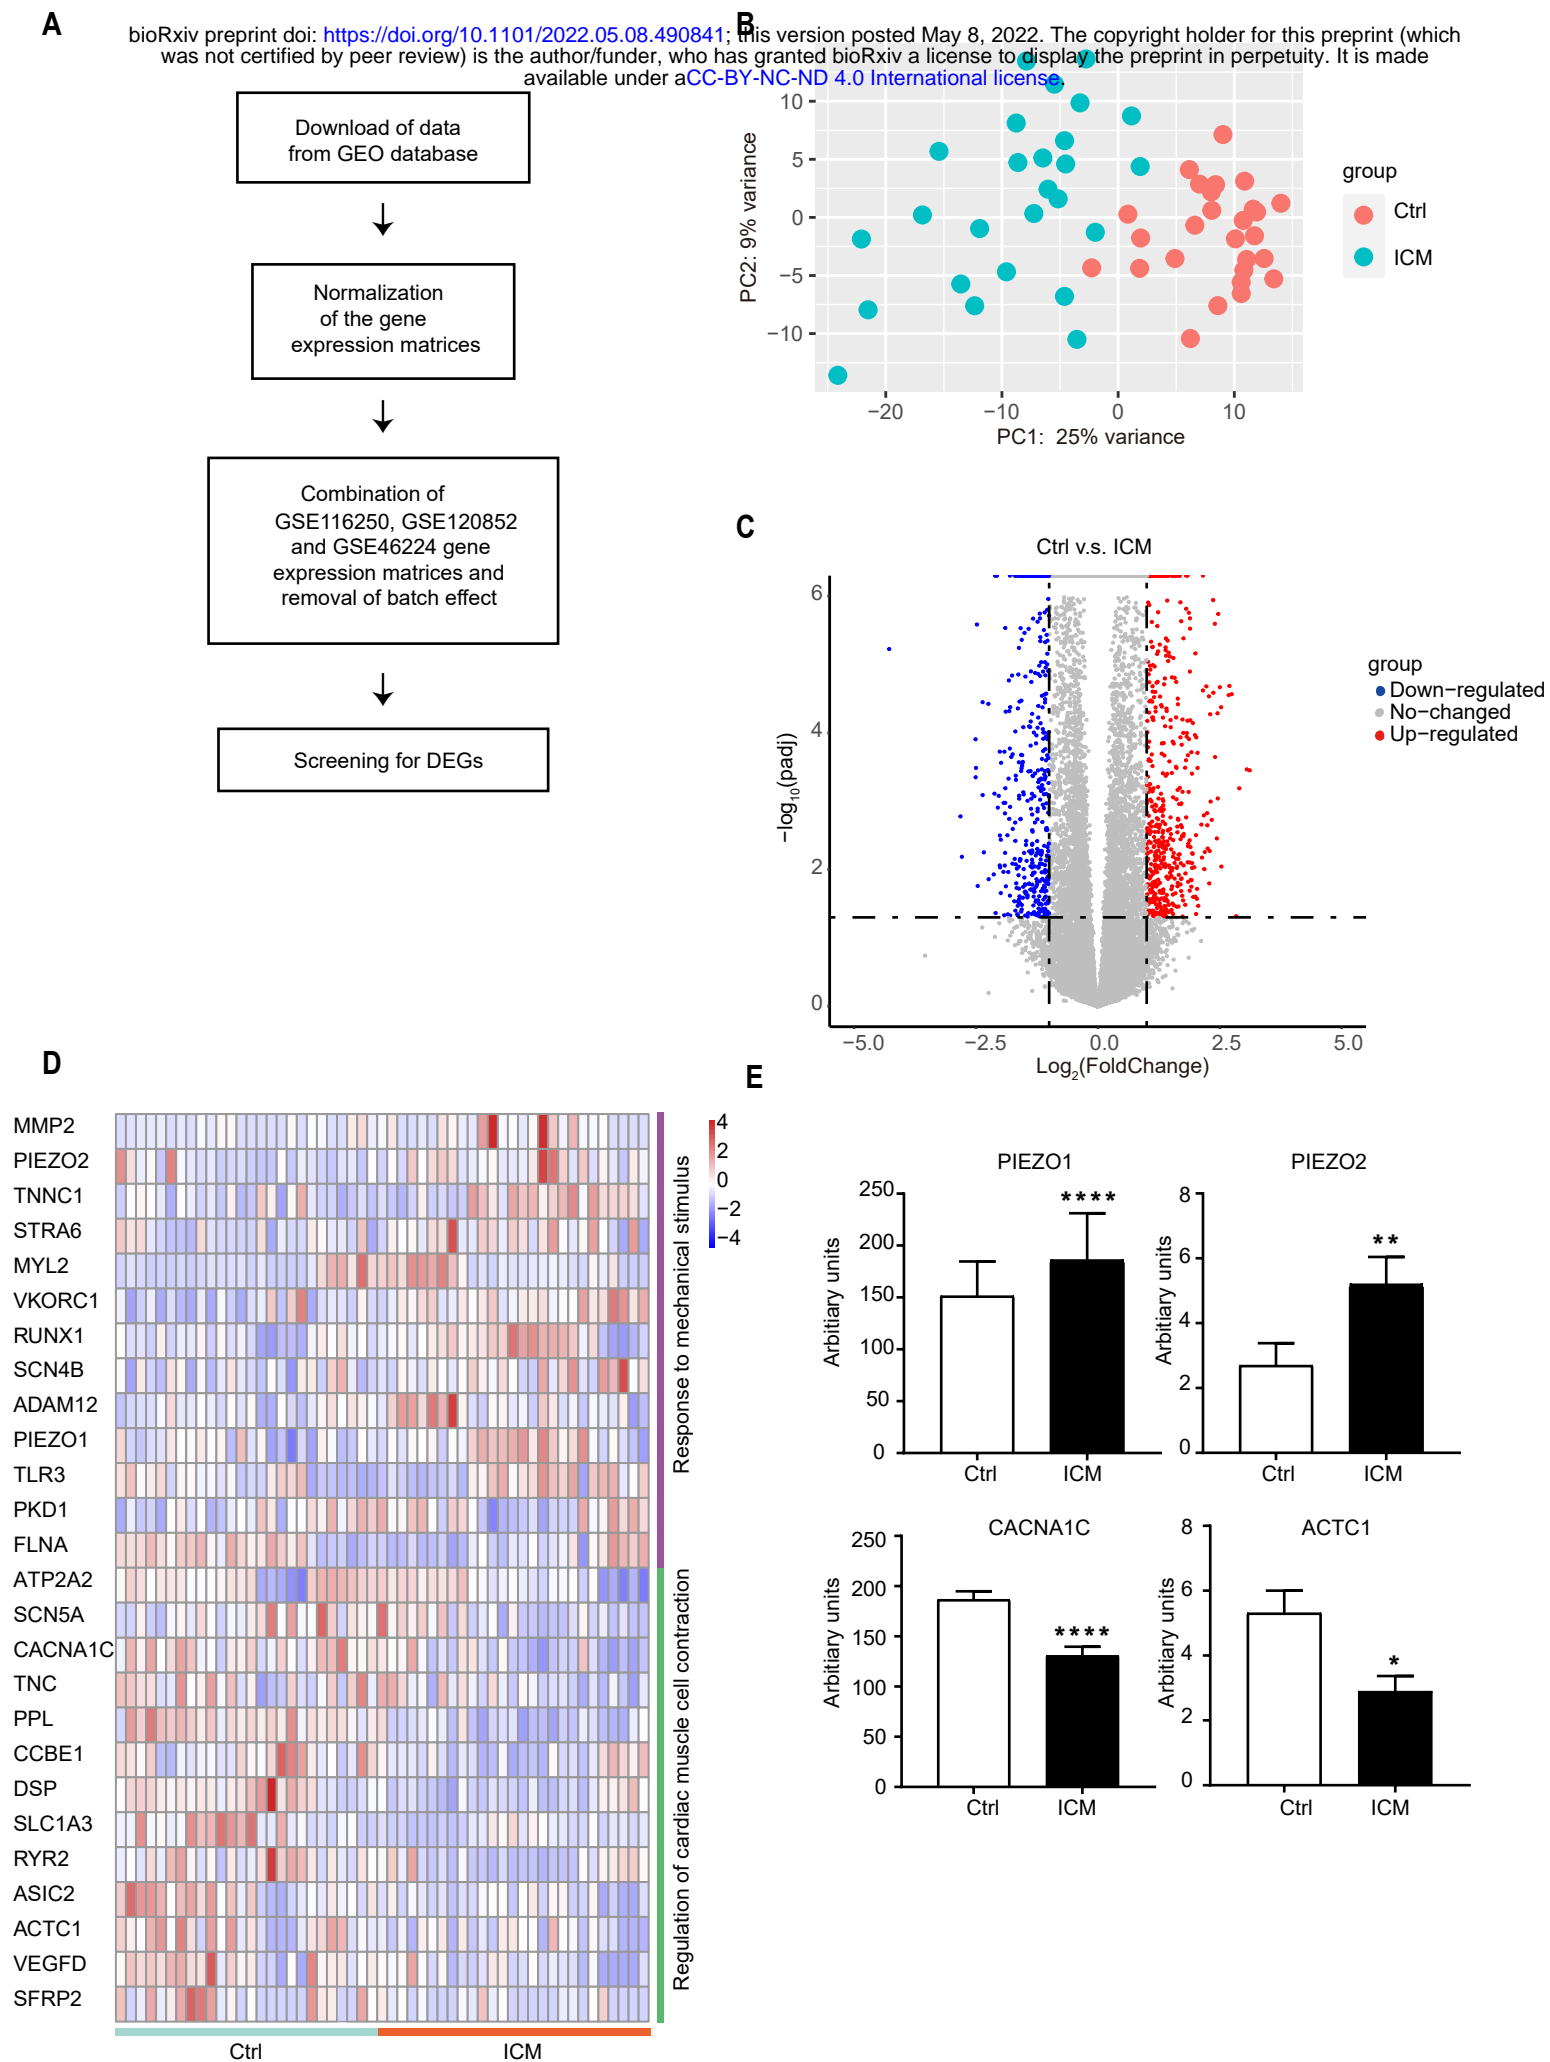 A
B
bioRxiv preprint doi: https://doi.org/10.1101/2022.05.08.490841; this version posted May 8, 2022. The copyright holder for this preprint (which
was not certified by peer review) is the author/funder, who has granted bioRxiv a license to display the preprint in perpetuity. It is made
available under aCC-BY-NC-ND 4.0 International license.
Download of data
from GEO database
Normalization
of the gene
expression matrices
Combination of
GSE116250, GSE120852
and GSE46224 gene
expression matrices and
removal of batch effect
Screening for DEGs
PC2: 9% variance
10
5
0
−5
−10
−20
−10
0
10
PC1: 25% variance
group
Ctrl
ICM
C
Ctrl v.s. ICM
−log10(padj)
6
4
2
0
−5.0
−2.5
0.0
2.5
5.0
Log2(FoldChange)
group
Down−regulated
No−changed
Up−regulated
D
MMP2
PIEZO2
TNNC1
STRA6
MYL2
VKORC1
RUNX1
SCN4B
ADAM12
PIEZO1
TLR3
PKD1
FLNA
ATP2A2
SCN5A
CACNA1C
TNC
PPL
CCBE1
DSP
SLC1A3
RYR2
ASIC2
ACTC1
VEGFD
SFRP2
Ctrl
ICM
Response to mechanical stimulus
Regulation of cardiac muscle cell contraction
4
2
0
−2
−4
E
PIEZO1
Arbitiary units
250
200
150
100
50
0
****
Ctrl
ICM
PIEZO2
Arbitiary units
8
6
4
2
0
**
Ctrl
ICM
CACNA1C
Arbitiary units
250
200
150
100
50
0
****
Ctrl
ICM
ACTC1
Arbitiary units
8
6
4
2
0
*
Ctrl
ICM